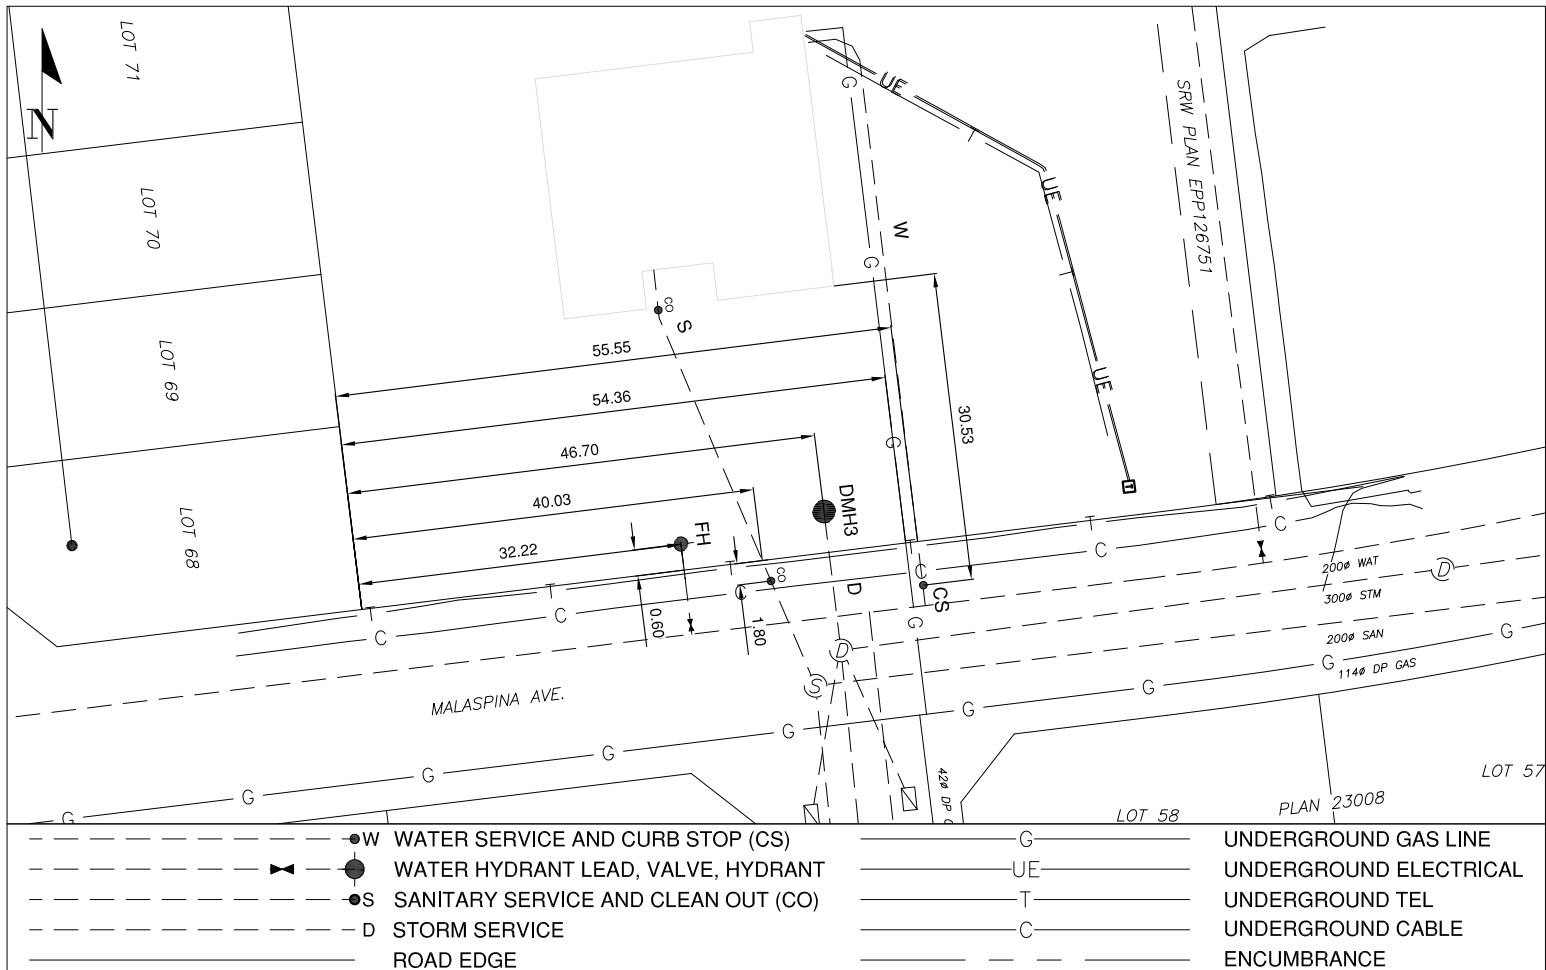 LOT 71
N
UE
G
UE
T
SRW PLAN EPP126751
LOT 70
W
G
T
CO
S
LOT 69
55.55
54.36
30.53
UE
46.70
G
40.03
DMH3
LOT 68
32.22
FH
T
T
T
T
T
T
C
C
C
C
C
CO
CS
D
0.60
1.80
G
D
S
D
200ø WAT
300ø STM
200ø SAN
114ø DP GAS
MALASPINA AVE.
G
G
G
G
G
G
G
G
G
42ø DP G
LOT 58
PLAN 23008
LOT 57
W WATER SERVICE AND CURB STOP (CS)
WATER HYDRANT LEAD, VALVE, HYDRANT
S SANITARY SERVICE AND CLEAN OUT (CO)
D STORM SERVICE
ROAD EDGE
G UNDERGROUND GAS LINE
UE UNDERGROUND ELECTRICAL
T UNDERGROUND TEL
C UNDERGROUND CABLE
ENCUMBRANCE